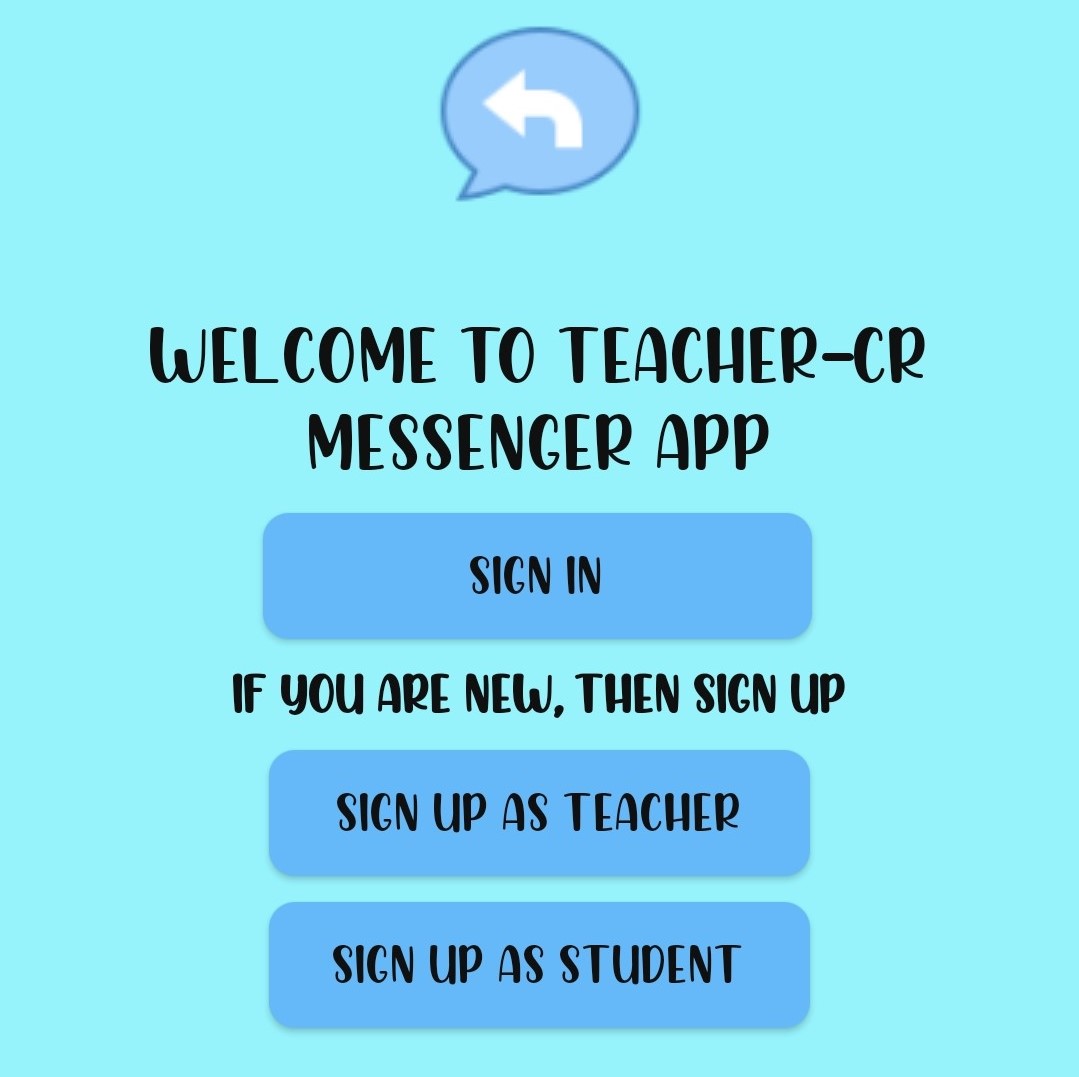 WELCOME TO TEACHER-CR
MESSENGER APP
SIGN IN
IF YOU ARE NEW, THEN SIGN UP
SIGN UP AS TEACHER
SIGN UP AS STUDENT